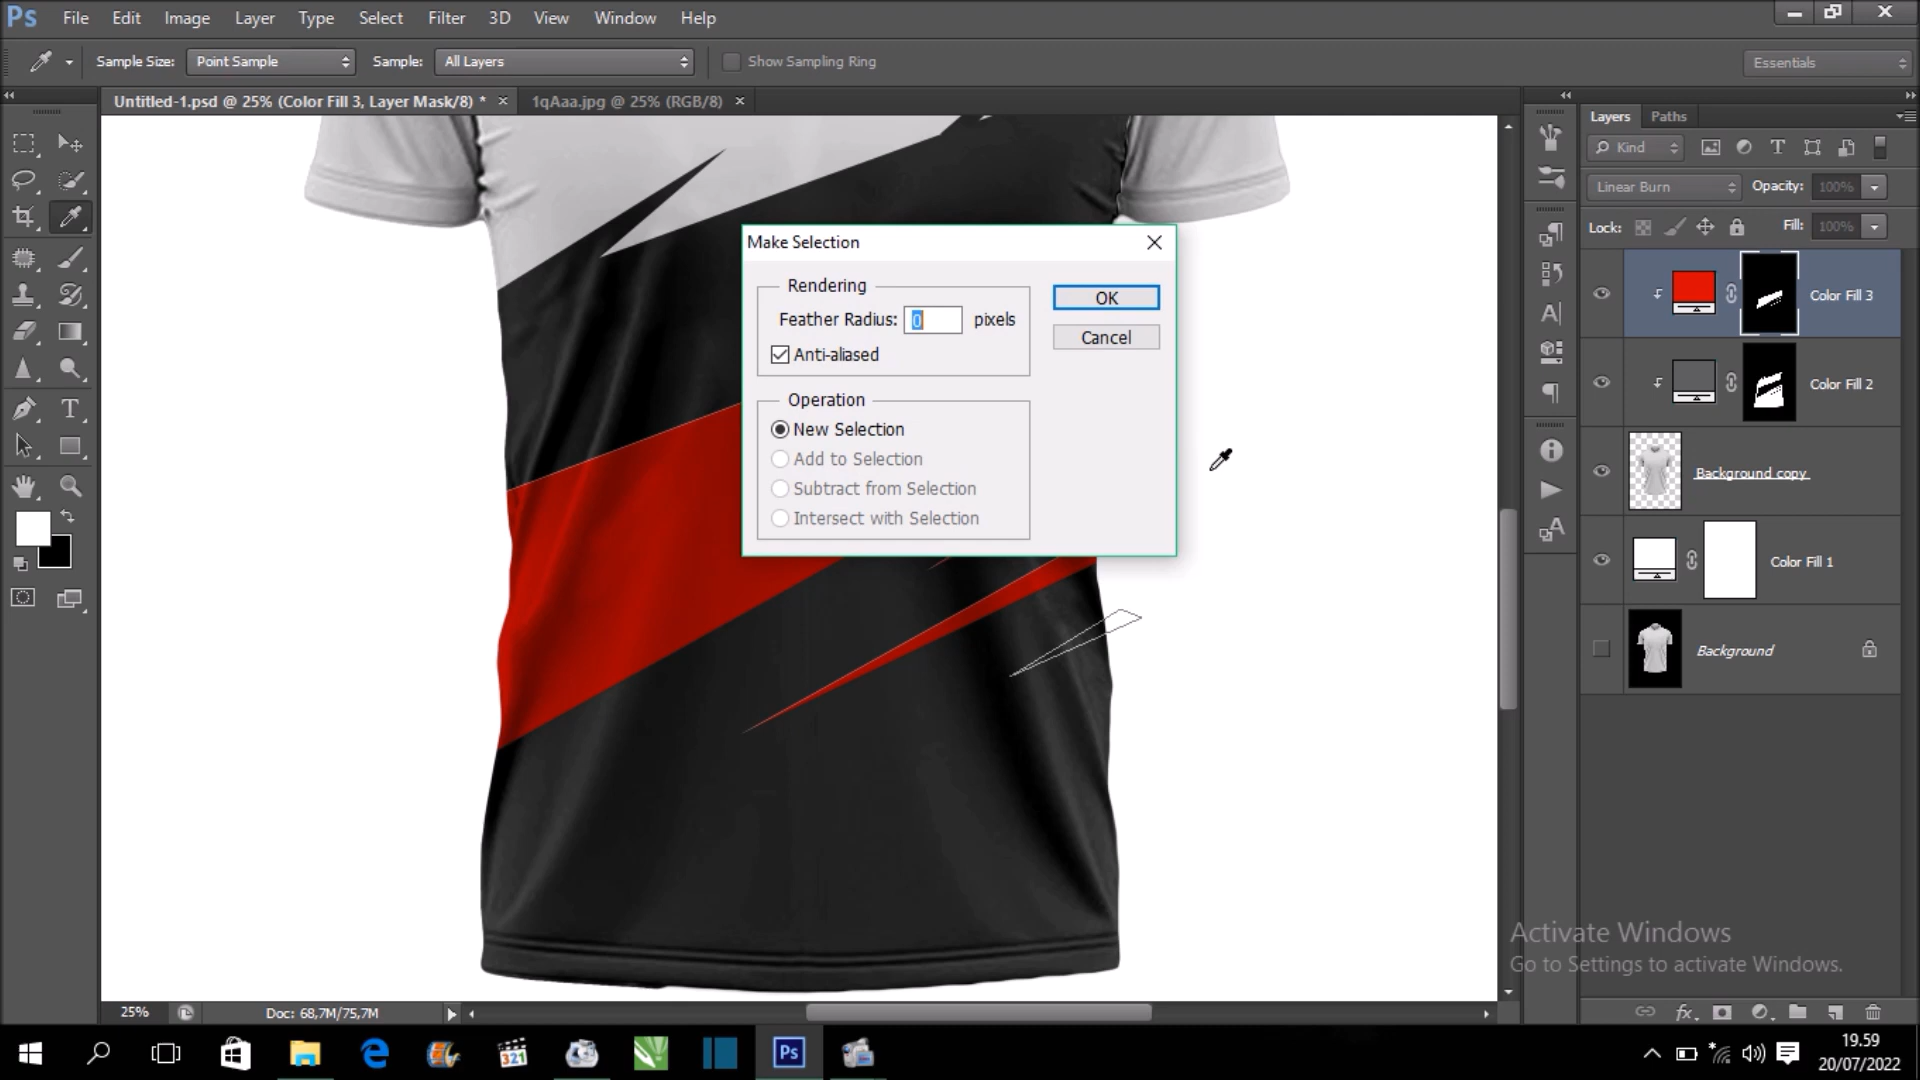 Ps File Edit Image Layer Type Select Filter 3D View Window Help
Sample Size: Point Sample Sample: All Layers Show Sampling Ring Essentials
Untitled-1.psd @ 25% (Color Fill 3, Layer Mask/8) * × 1qAaa.jpg @ 25% (RGB/8) ×
Layers Paths
Kind
Linear Burn Opacity: 100%
Lock: Fill: 100%
Color Fill 3
Color Fill 2
Background copy
Color Fill 1
Background
Make Selection
Rendering
Feather Radius: 0 pixels
Anti-aliased
OK
Cancel
Operation
New Selection
Add to Selection
Subtract from Selection
Intersect with Selection
Activate Windows
Go to Settings to activate Windows.
25% Doc: 68,7M/75,7M
321
Ps
19.59
20/07/2022